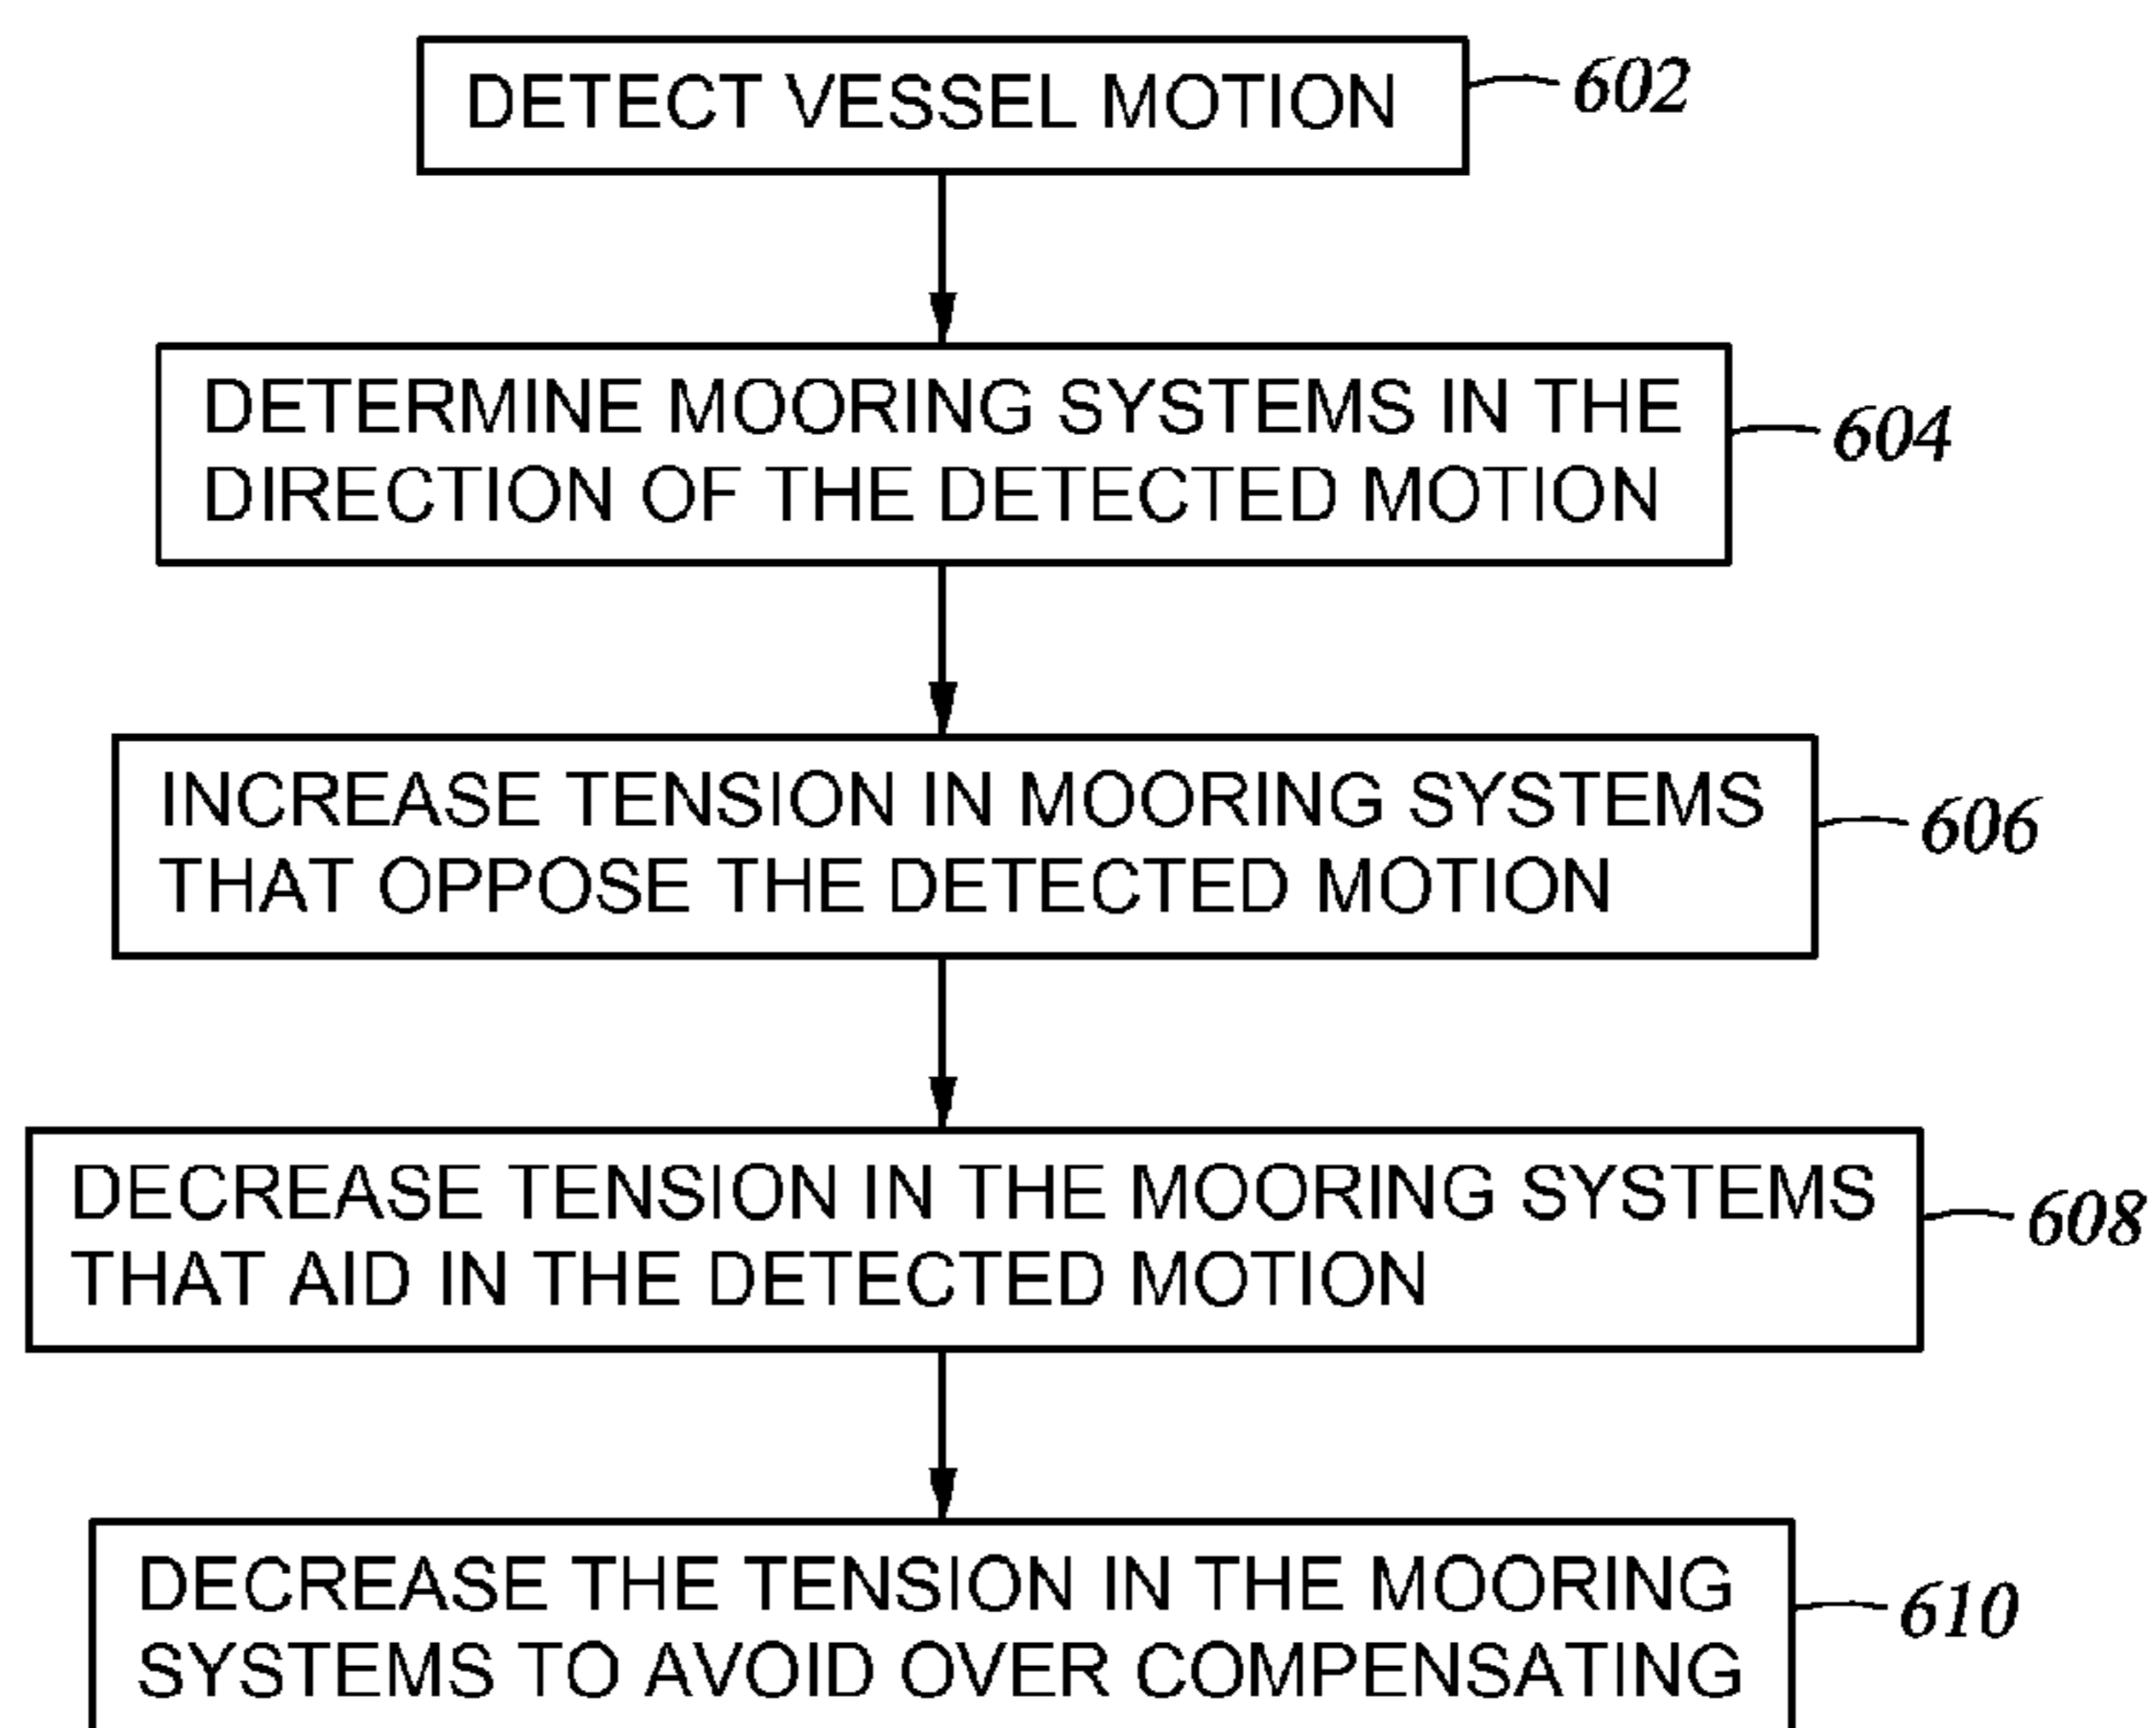 DETECT VESSEL MOTION
602
DETERMINE MOORING SYSTEMS IN THE
DIRECTION OF THE DETECTED MOTION
604
INCREASE TENSION IN MOORING SYSTEMS
THAT OPPOSE THE DETECTED MOTION
606
DECREASE TENSION IN THE MOORING SYSTEMS
THAT AID IN THE DETECTED MOTION
608
DECREASE THE TENSION IN THE MOORING
SYSTEMS TO AVOID OVER COMPENSATING
610